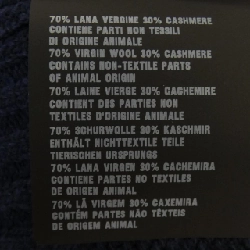 70% LANA VERGINE 30% CASHMERE
CONTIENE PARTI NON TESSILI
DI ORIGINE ANIMALE
70% VIRGIN WOOL 30% CASHMERE
CONTAINS NON-TEXTILE PARTS
OF ANIMAL ORIGIN
70% LAINE VIERGE 30% CACHEMIRE
CONTIENT DES PARTIES NON
TEXTILES D'ORIGINE ANIMALE
70% SCHURWOLLE 30% KASCHMIR
ENTHÄLT NICHTTEXTILE TEILE
TIERISCHEN URSPRUNGS
70% LANA VIRGEN 30% CACHEMIRA
CONTIENE PARTES NO TEXTILES
DE ORIGEN ANIMAL
70% LÃ VIRGEM 30% CAXEMIRA
CONTÉM PARTES NÃO TÊXTEIS
DE ORIGEM ANIMAL